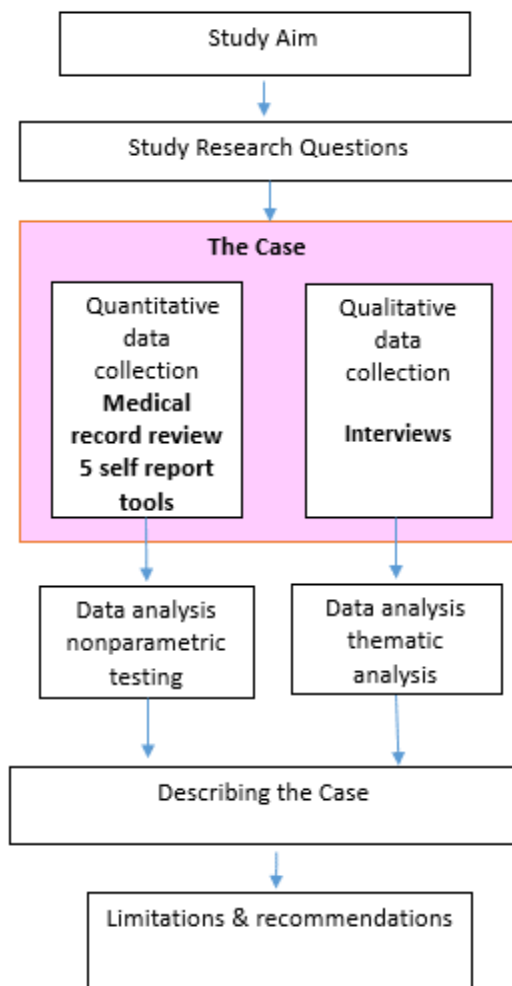 Study Aim
Study Research Questions
The Case
Quantitative
data
collection
Medical
record review
5 self report
tools
Qualitative
data
collection
Interviews
Data analysis
nonparametric
testing
Data analysis
thematic
analysis
Describing the Case
Limitations & recommendations